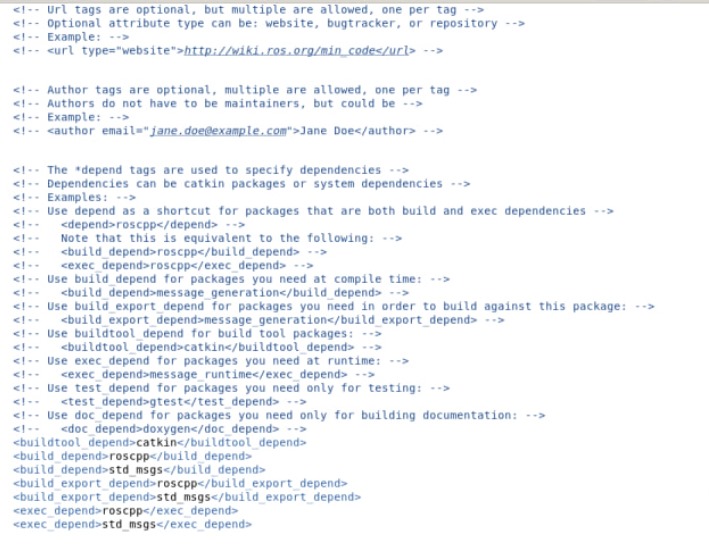 <!-- Url tags are optional, but multiple are allowed, one per tag -->
<!-- Optional attribute type can be: website, bugtracker, or repository -->
<!-- Example: -->
<!-- <url type="website">http://wiki.ros.org/min_code</url> -->
<!-- Author tags are optional, multiple are allowed, one per tag -->
<!-- Authors do not have to be maintainers, but could be -->
<!-- Example: -->
<!-- <author email="jane.doe@example.com">Jane Doe</author> -->
<!-- The *depend tags are used to specify dependencies -->
<!-- Dependencies can be catkin packages or system dependencies -->
<!-- Examples: -->
<!-- Use depend as a shortcut for packages that are both build and exec dependencies -->
<!--   <depend>roscpp</depend> -->
<!--   Note that this is equivalent to the following: -->
<!--   <build_depend>roscpp</build_depend> -->
<!--   <exec_depend>roscpp</exec_depend> -->
<!-- Use build_depend for packages you need at compile time: -->
<!--   <build_depend>message_generation</build_depend> -->
<!-- Use build_export_depend for packages you need in order to build against this package: -->
<!--   <build_export_depend>message_generation</build_export_depend> -->
<!-- Use buildtool_depend for build tool packages: -->
<!--   <buildtool_depend>catkin</buildtool_depend> -->
<!-- Use exec_depend for packages you need at runtime: -->
<!--   <exec_depend>message_runtime</exec_depend> -->
<!-- Use test_depend for packages you need only for testing: -->
<!--   <test_depend>gtest</test_depend> -->
<!-- Use doc_depend for packages you need only for building documentation: -->
<!--   <doc_depend>doxygen</doc_depend> -->
<buildtool_depend>catkin</buildtool_depend>
<build_depend>roscpp</build_depend>
<build_depend>std_msgs</build_depend>
<build_export_depend>roscpp</build_export_depend>
<build_export_depend>std_msgs</build_export_depend>
<exec_depend>roscpp</exec_depend>
<exec_depend>std_msgs</exec_depend>